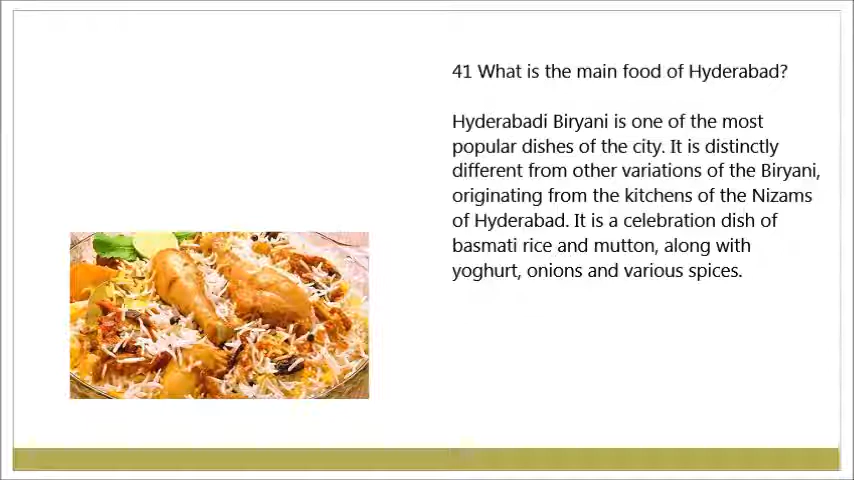 41 What is the main food of Hyderabad?
Hyderabadi Biryani is one of the most
popular dishes of the city. It is distinctly
different from other variations of the Biryani,
originating from the kitchens of the Nizams
of Hyderabad. It is a celebration dish of
basmati rice and mutton, along with
yoghurt, onions and various spices.